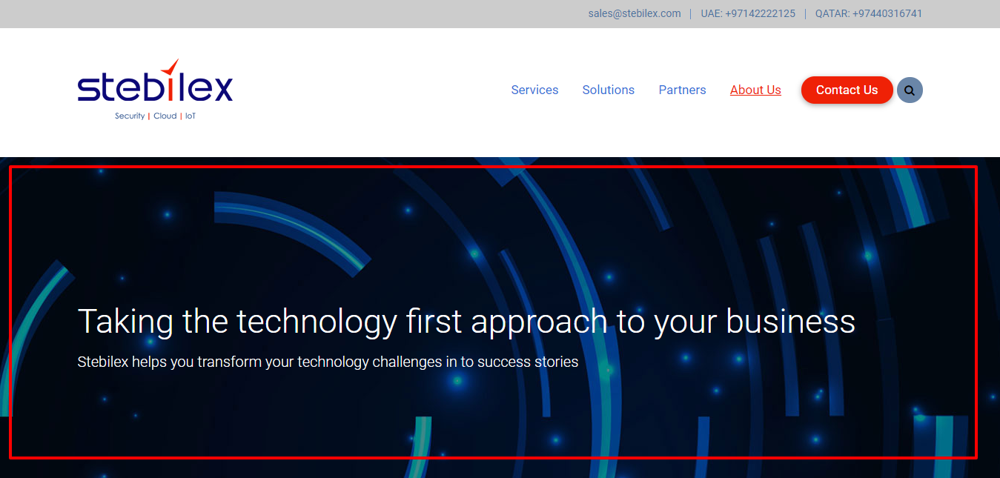 sales@stebilex.com | UAE: +97142222125 | QATAR: +97440316741
stebilex
Security | Cloud | IoT
Services Solutions Partners About Us Contact Us
Taking the technology first approach to your business
Stebilex helps you transform your technology challenges in to success stories